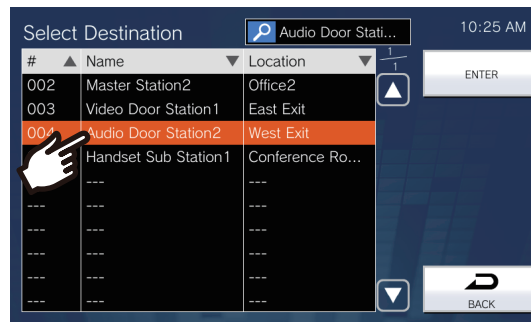 Select Destination
Audio Door Stati...
10:25 AM
# Name Location
1/1
ENTER
002 Master Station2 Office2
003 Video Door Station1 East Exit
004 Audio Door Station2 West Exit
Handset Sub Station1 Conference Ro...
---
--- --- ---
--- --- ---
--- --- ---
--- --- ---
--- --- ---
BACK